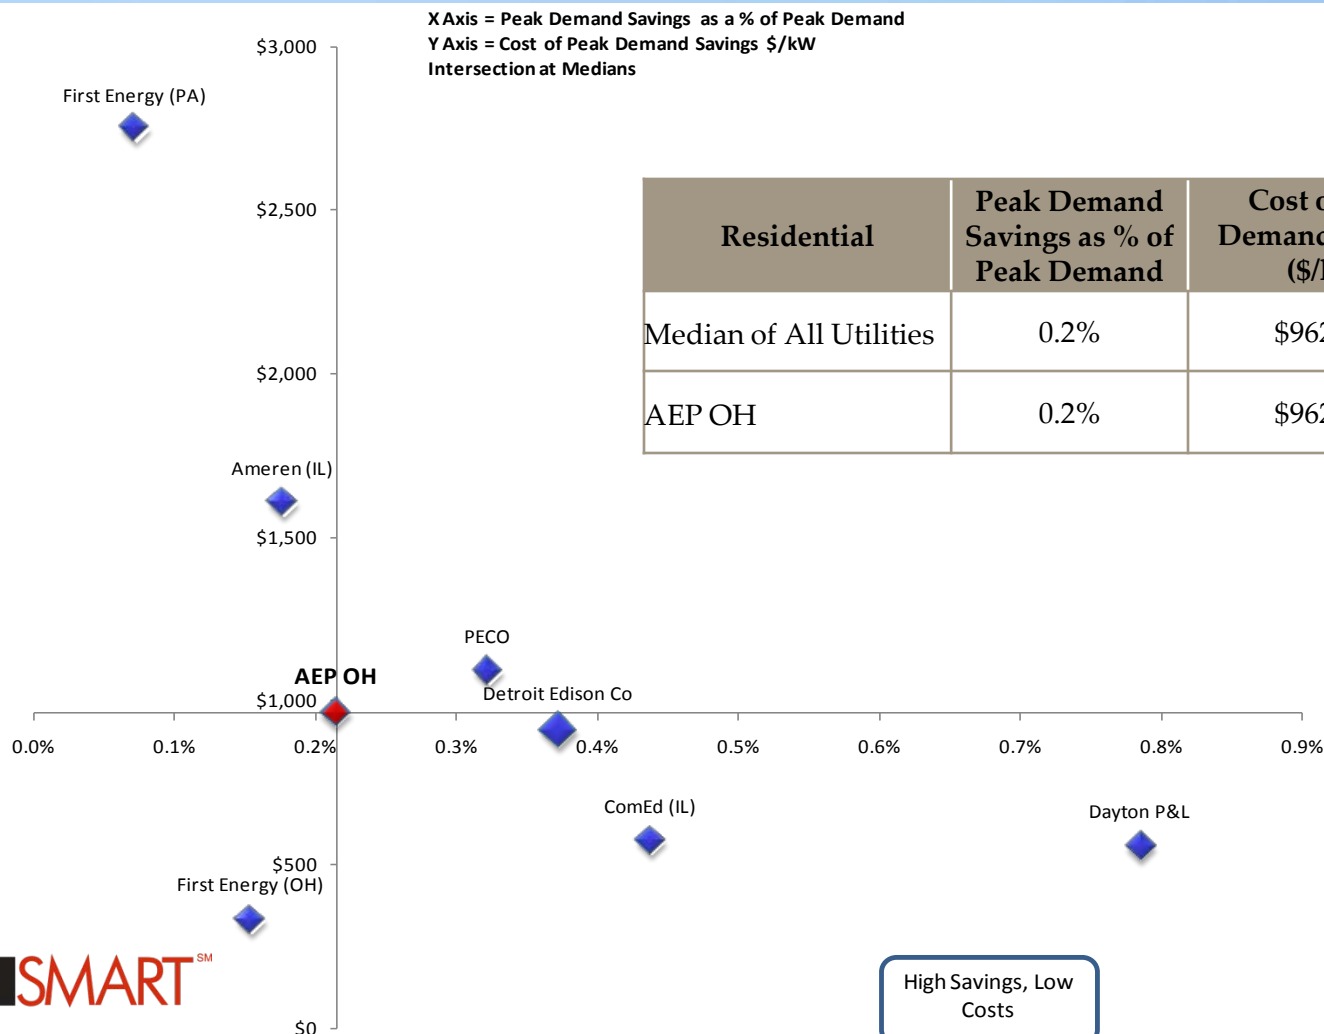 X Axis = Peak Demand Savings as a % of Peak Demand
Y Axis = Cost of Peak Demand Savings $/kW
Intersection at Medians
$3,000
First Energy (PA)
$2,500
Residential
Peak Demand
Savings as % of
Peak Demand
Cost o
Demand
($/
Median of All Utilities
0.2%
$962
AEP OH
0.2%
$962
$2,000
Ameren (IL)
$1,500
PECO
AEP OH
Detroit Edison Co
$1,000
0.0%
0.1%
0.2%
0.3%
0.4%
0.5%
0.6%
0.7%
0.8%
0.9%
ComEd (IL)
Dayton P&L
$500
First Energy (OH)
SMART SM
High Savings, Low
Costs
$0